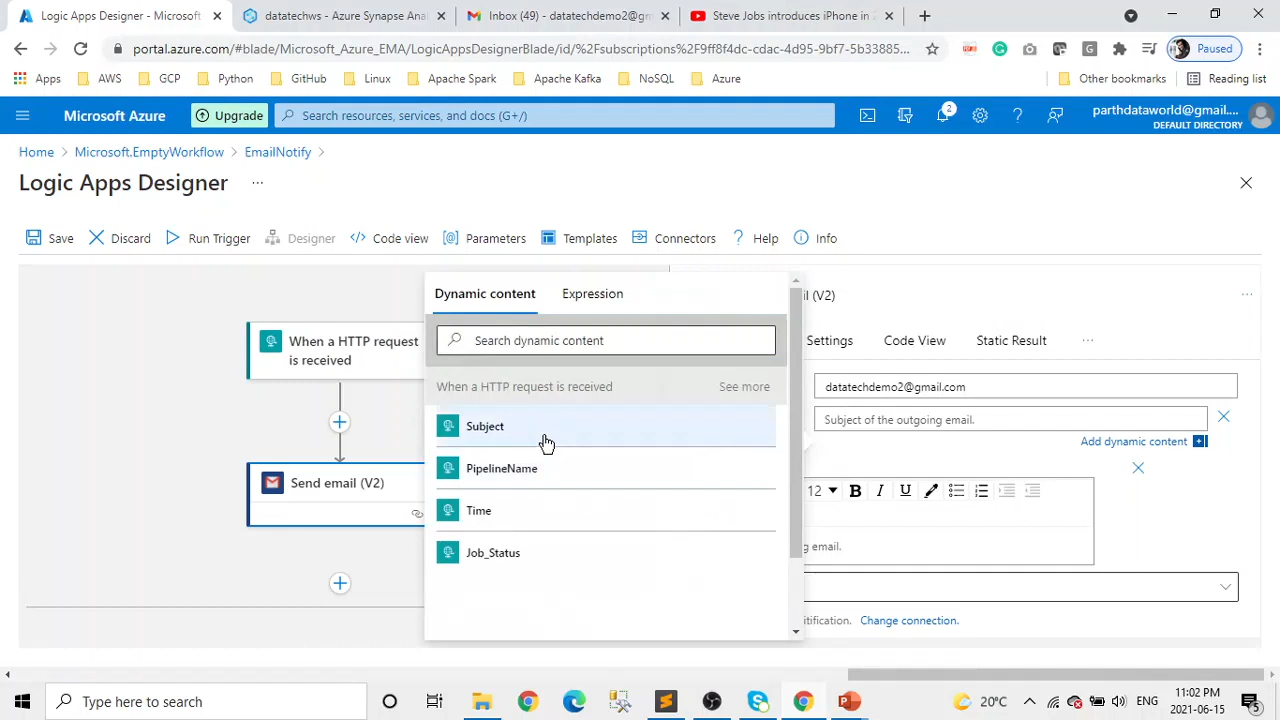 Logic Apps Designer - Microsoft
datatechws - Azure Synapse Analy
Inbox (49) - datatechdemo2@gma
Steve Jobs introduces iPhone in 2
portal.azure.com/#blade/Microsoft_Azure_EMA/LogicAppsDesignerBlade/id/%2Fsubscriptions%2F9ff8f4dc-cdac-4d95-9bf7-5b33885...
Paused
Apps
AWS
GCP
Python
GitHub
Linux
Apache Spark
Apache Kafka
NoSQL
Azure
Other bookmarks
Reading list
Microsoft Azure
Upgrade
Search resources, services, and docs (G+/)
2
parthdataworld@gmail....
DEFAULT DIRECTORY
Home > Microsoft.EmptyWorkflow > EmailNotify >
Logic Apps Designer ...
Save
Discard
Run Trigger
Designer
Code view
Parameters
Templates
Connectors
Help
Info
When a HTTP request
is received
Send email (V2)
Dynamic content
Expression
Search dynamic content
When a HTTP request is received
See more
Subject
PipelineName
Time
Job_Status
il (V2)
Settings
Code View
Static Result
datatechdemo2@gmail.com
Subject of the outgoing email.
Add dynamic content
12
B
I
U
g email.
titification.
Change connection.
Type here to search
20°C
ENG
11:02 PM
2021-06-15
5